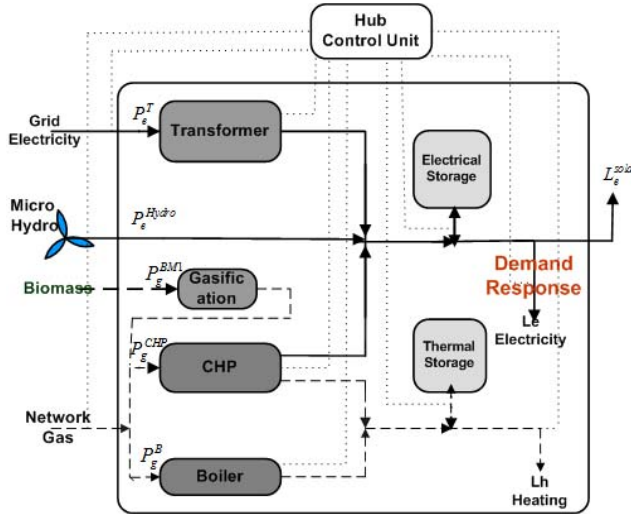 Hub
Control Unit
Grid
Electricity
P_e^T
Transformer
Electrical
Storage
L_e^sold
Micro
Hydro
P_e^Hydro
Biomass
P_g^BM1
Gasific
ation
Demand
Response
Le
Electricity
P_g^CHP
CHP
Thermal
Storage
Network
Gas
P_g^B
Boiler
Lh
Heating